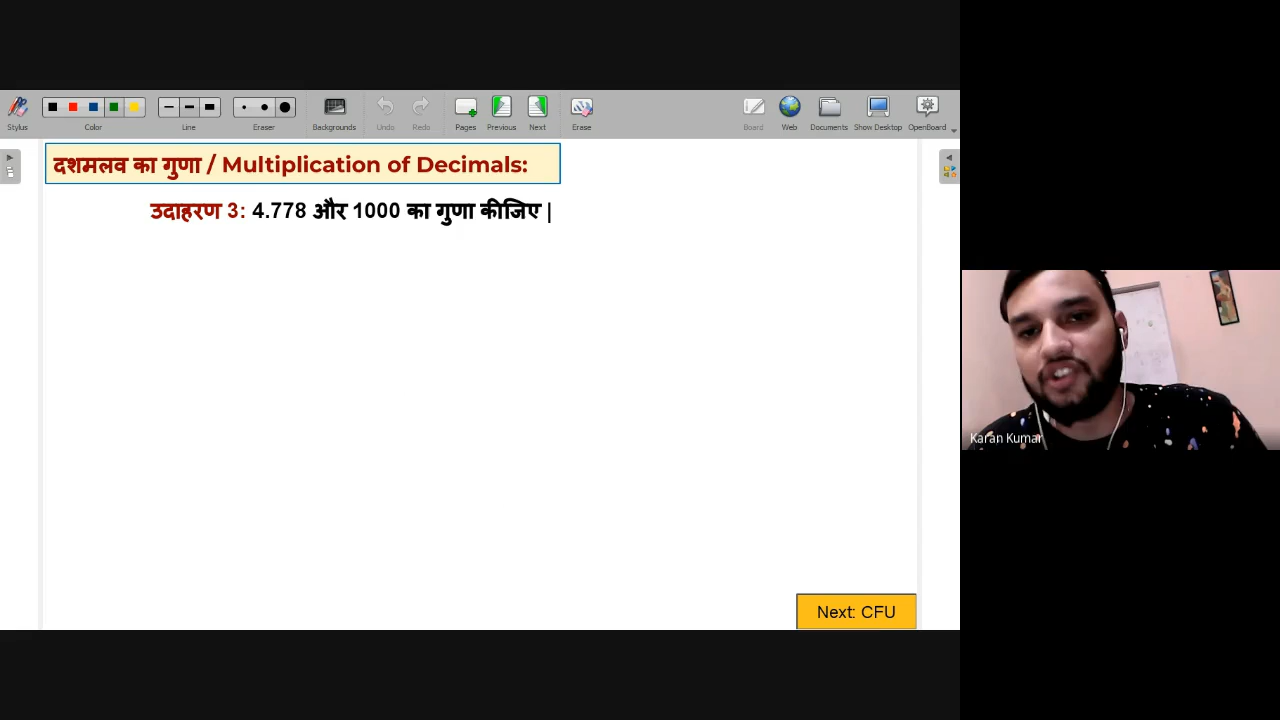 Stylus Color Line Eraser Backgrounds Undo Redo Pages Previous Next Erase Board Web Documents Show Desktop OpenBoard
दशमलव का गुणा / Multiplication of Decimals:
उदाहरण 3: 4.778 और 1000 का गुणा कीजिए |
Karan Kumar
Next: CFU